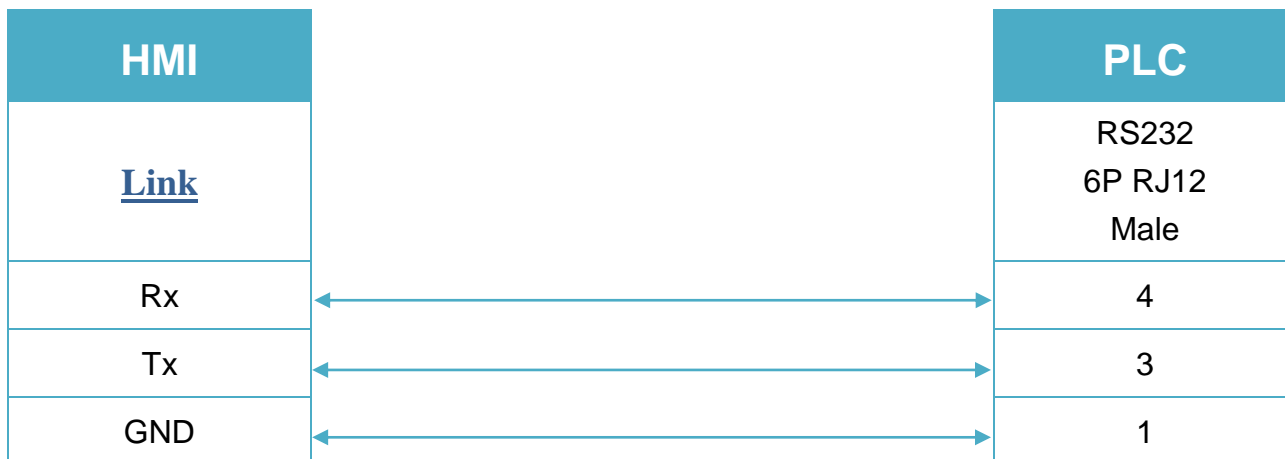 HMI
PLC
Link
RS232
6P RJ12
Male
Rx
4
Tx
3
GND
1